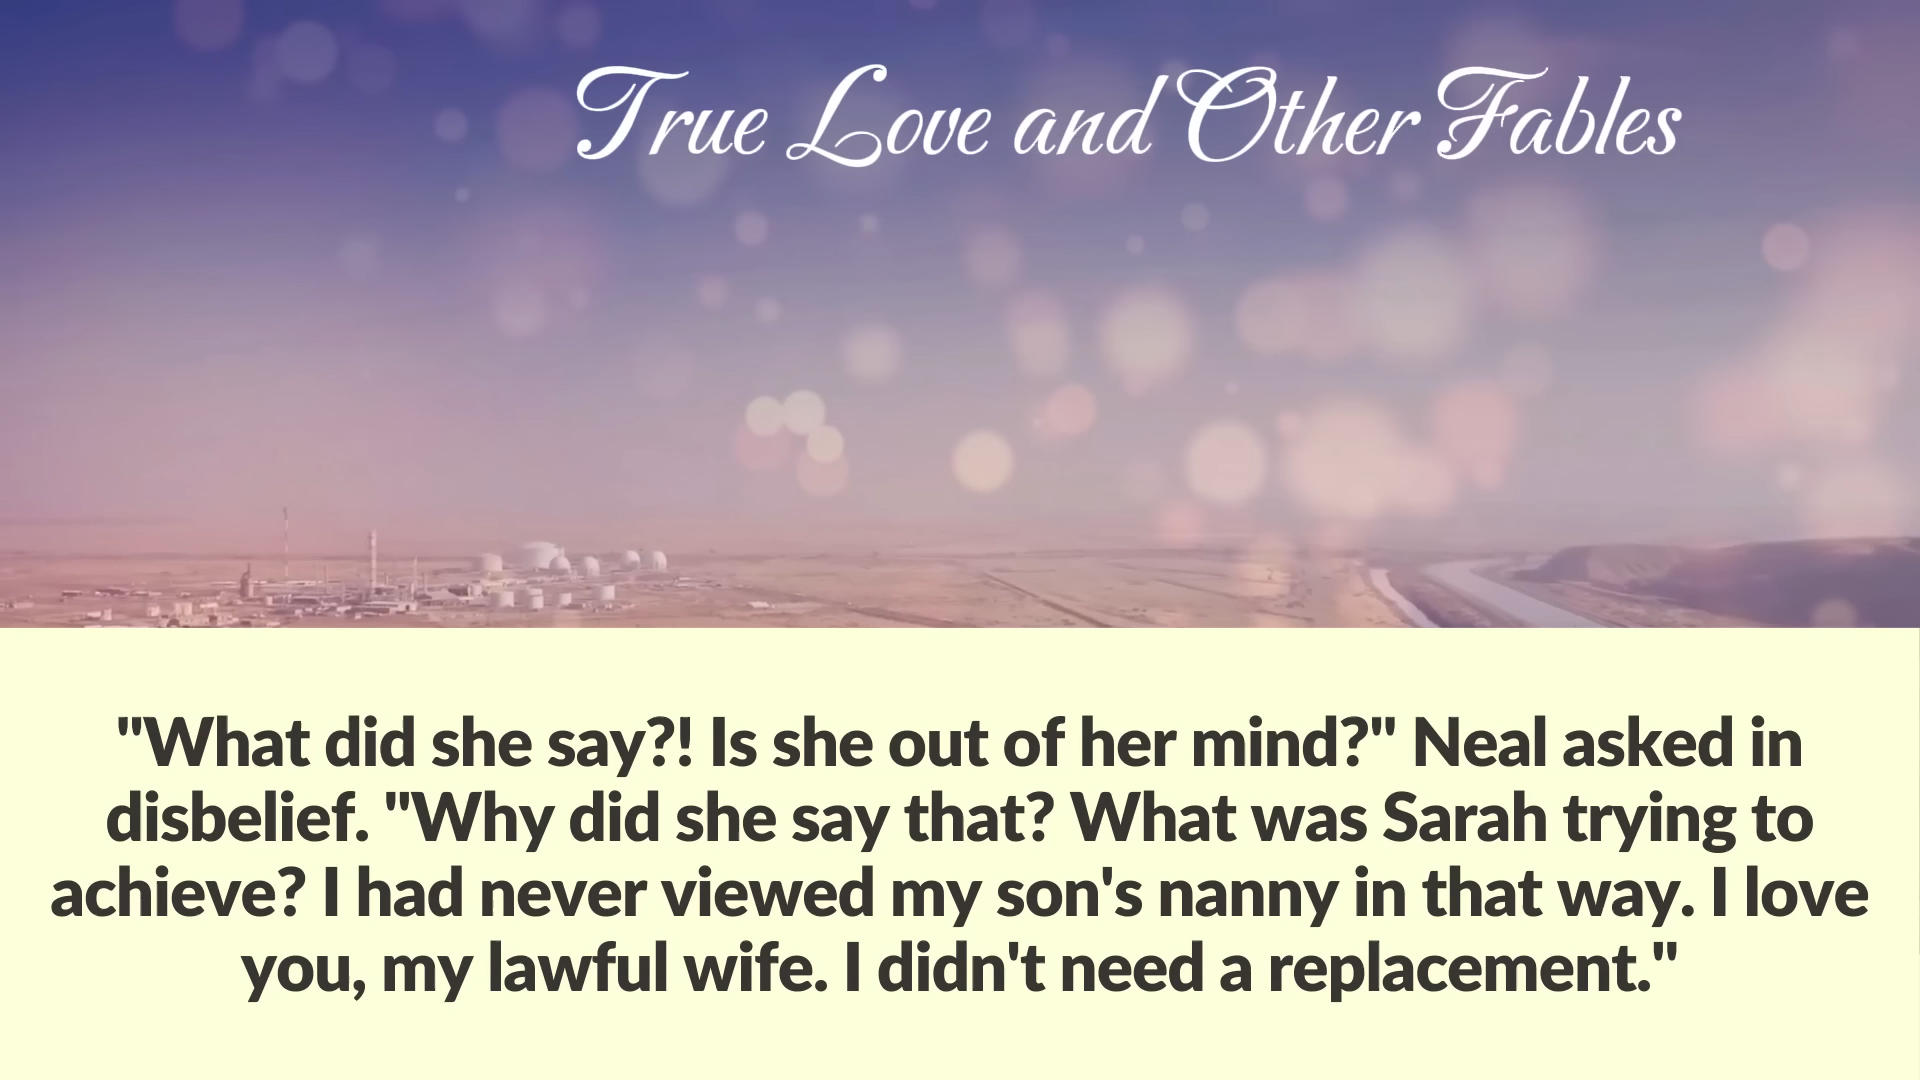 True Love and Other Fables
"What did she say?! Is she out of her mind?" Neal asked in
disbelief. "Why did she say that? What was Sarah trying to
achieve? I had never viewed my son's nanny in that way. I love
you, my lawful wife. I didn't need a replacement."